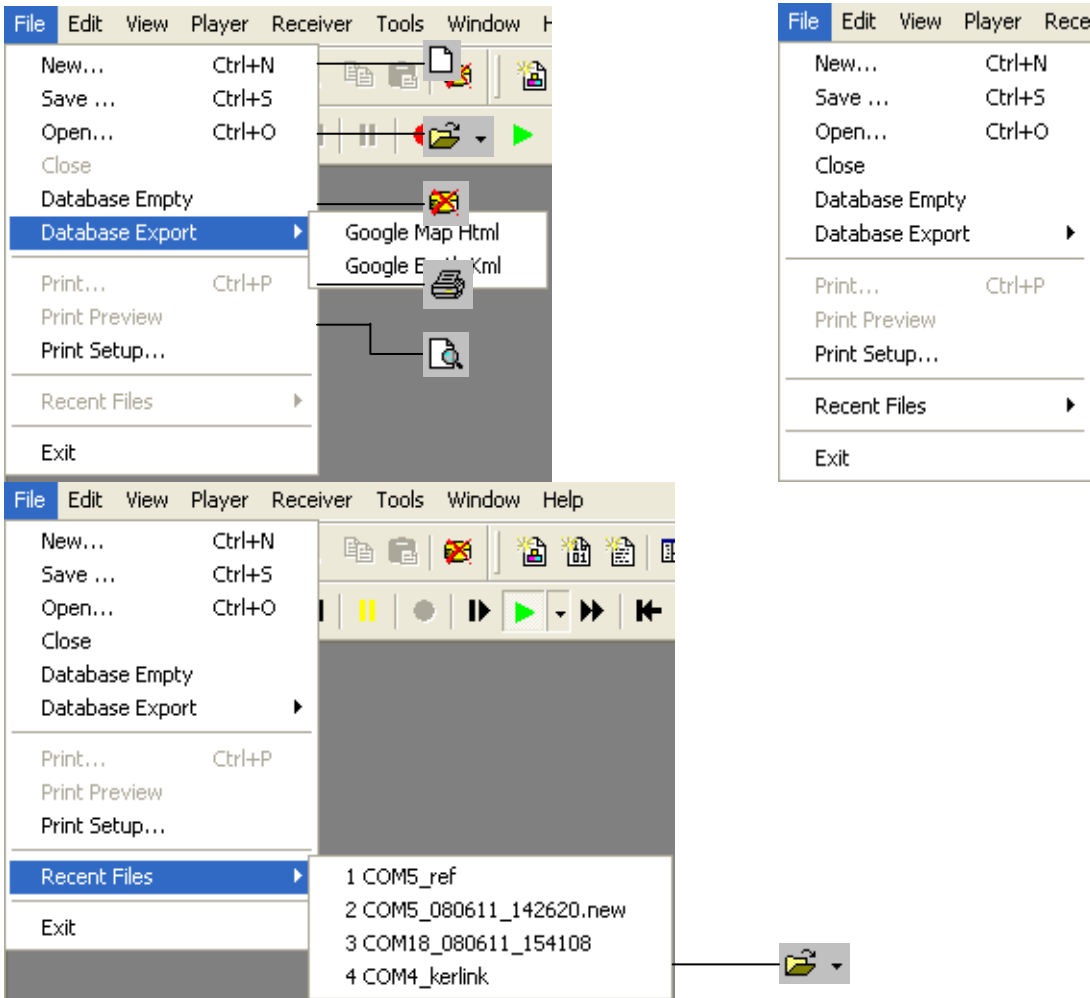 File Edit View Player Receiver Tools Window H
New... Ctrl+N
Save ... Ctrl+S
Open... Ctrl+O
Close
Database Empty
Database Export
Google Map Html
Google Kml
Print... Ctrl+P
Print Preview
Print Setup...
Recent Files
Exit
File Edit View Player Rece
New... Ctrl+N
Save ... Ctrl+S
Open... Ctrl+O
Close
Database Empty
Database Export
Print... Ctrl+P
Print Preview
Print Setup...
Recent Files
Exit
File Edit View Player Receiver Tools Window Help
New... Ctrl+N
Save ... Ctrl+S
Open... Ctrl+O
Close
Database Empty
Database Export
Print... Ctrl+P
Print Preview
Print Setup...
Recent Files
1 COM5_ref
2 COM5_080611_142620.new
3 COM18_080611_154108
4 COM4_kerlink
Exit